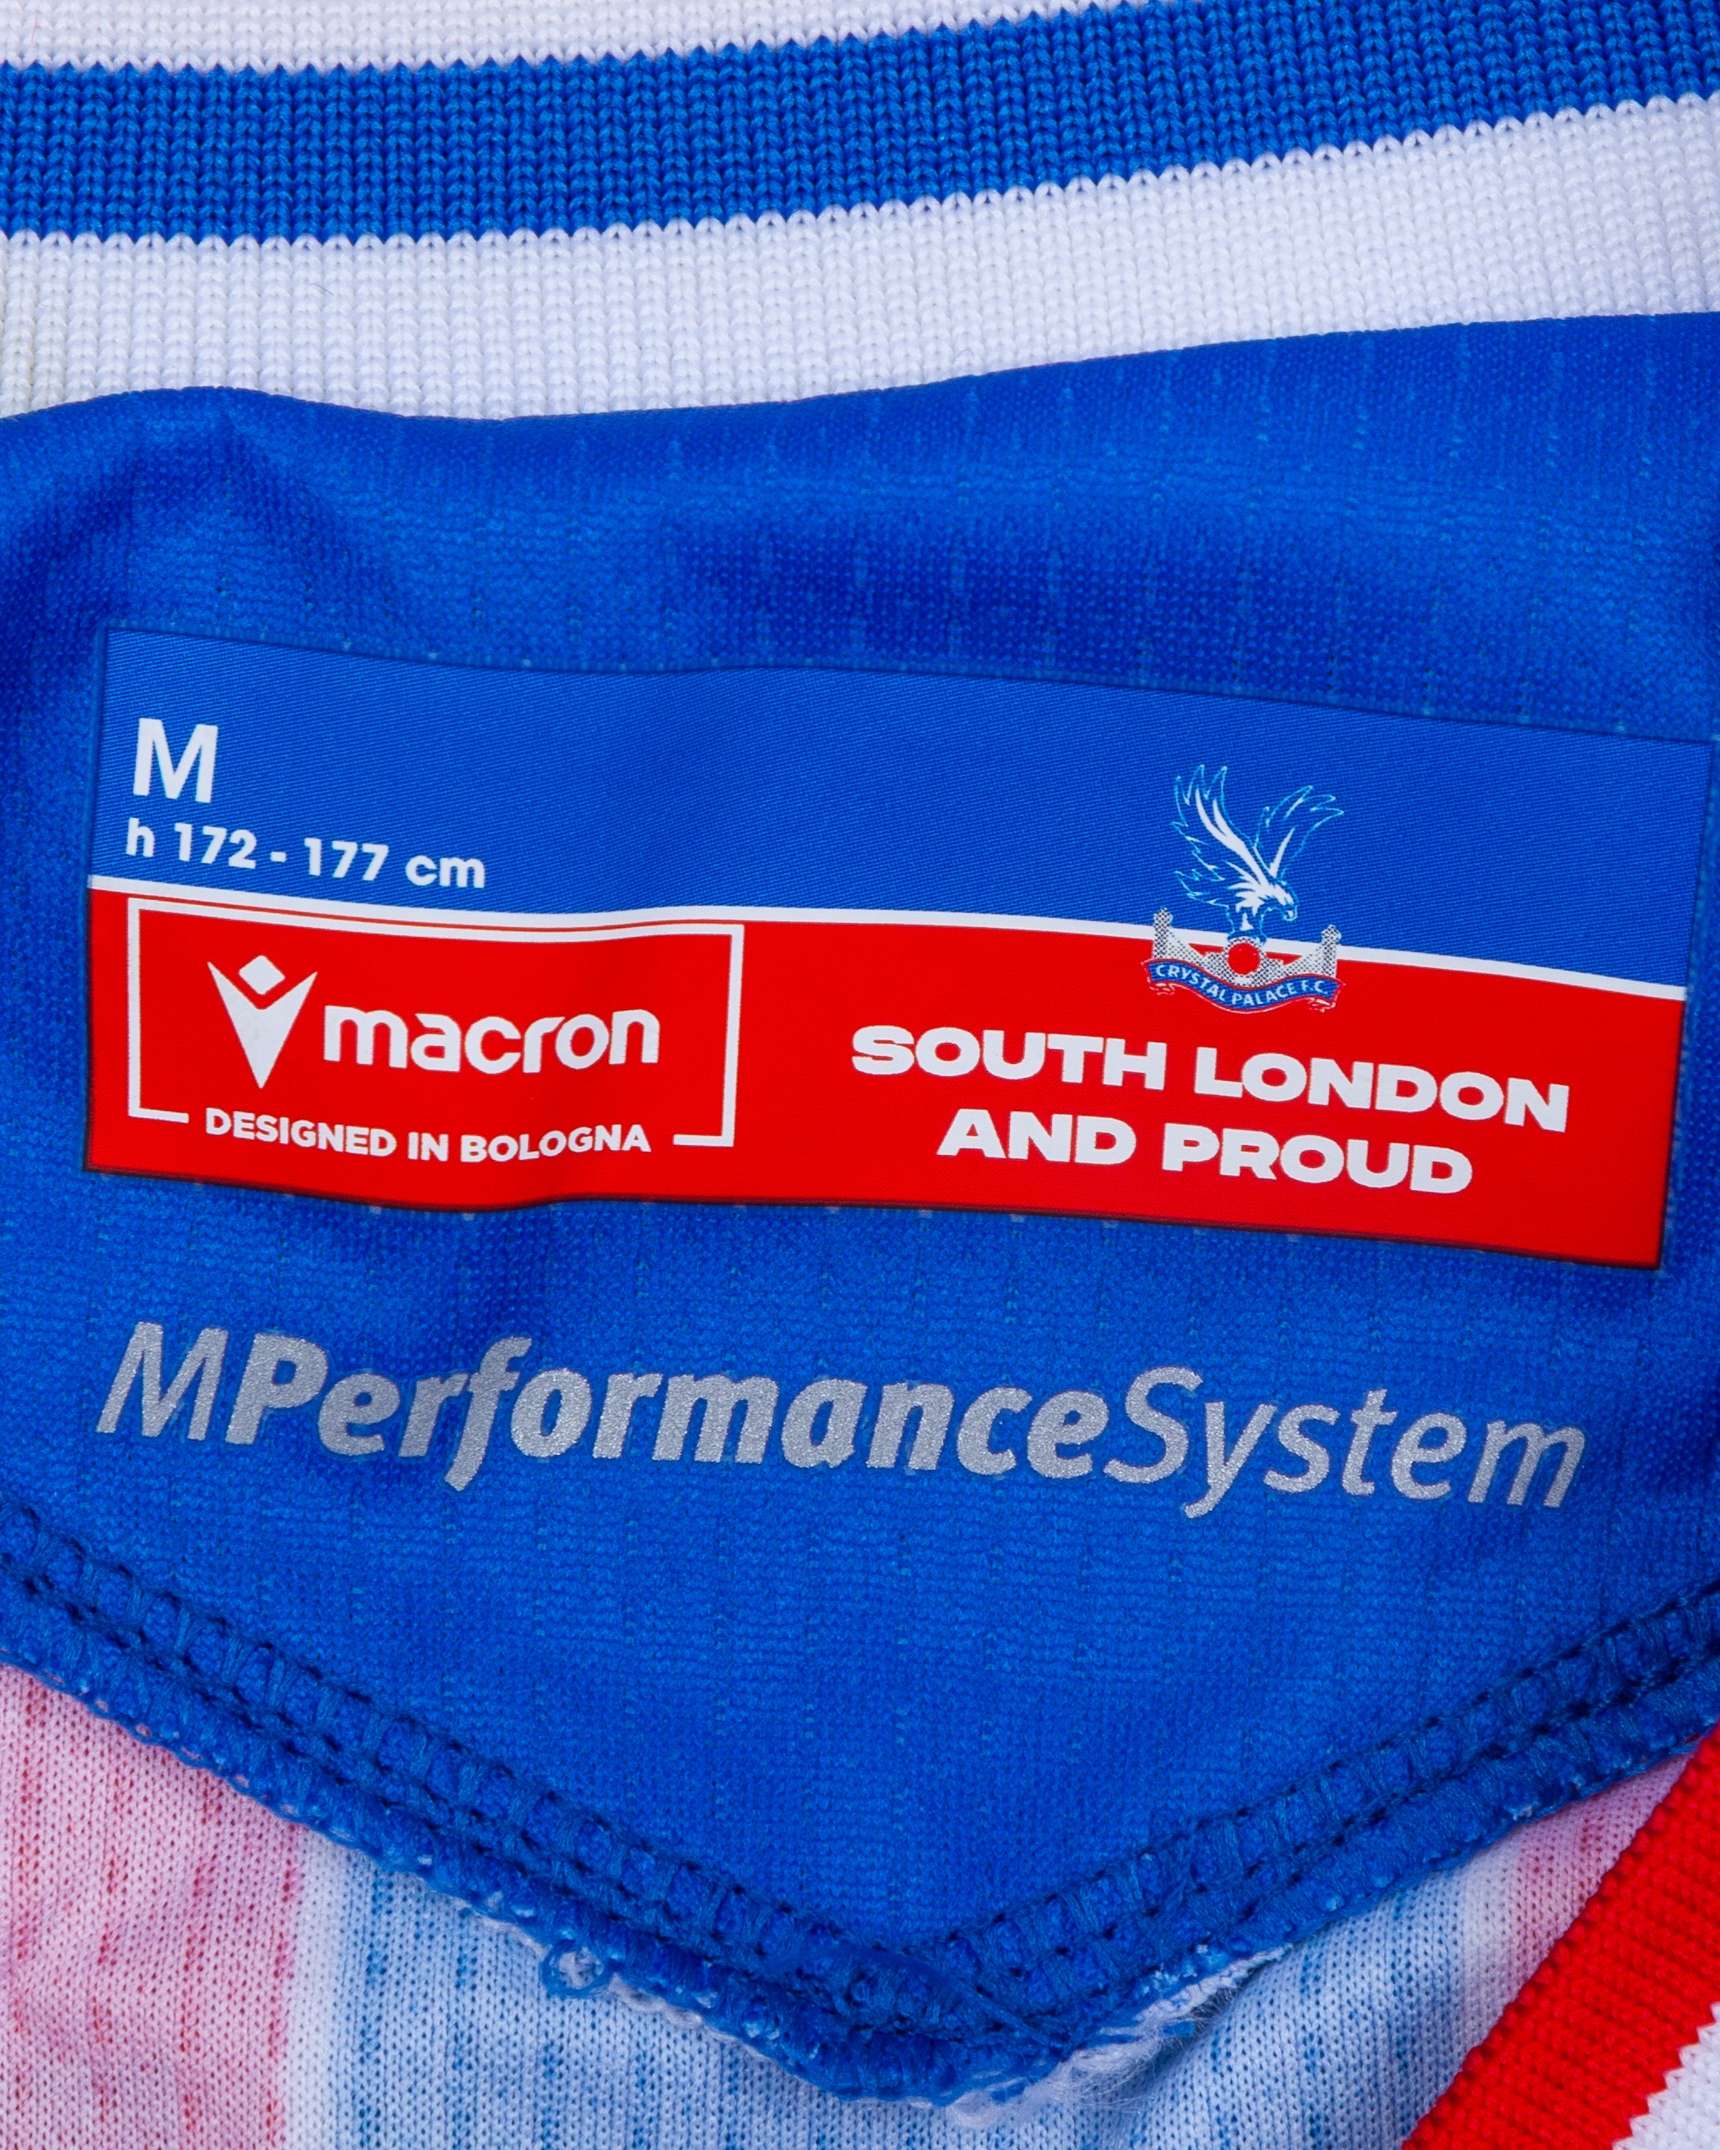 M
h 172 - 177 cm
CRYSTAL PALACE F.C.
macron
DESIGNED IN BOLOGNA
SOUTH LONDON
AND PROUD
MPerformanceSystem